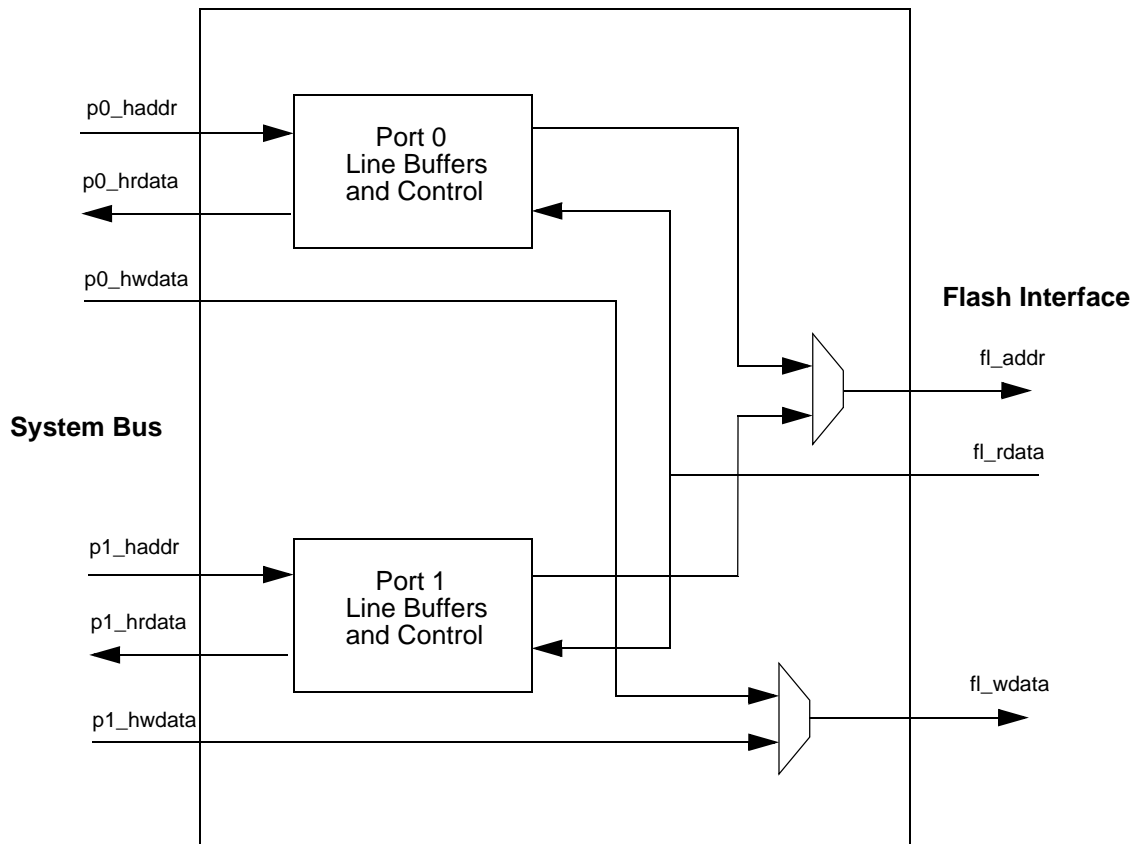 p0_haddr
Port 0
Line Buffers
and Control
p0_hrdata
p0_hwdata
Flash Interface
fl_addr
System Bus
fl_rdata
p1_haddr
Port 1
Line Buffers
and Control
p1_hrdata
fl_wdata
p1_hwdata